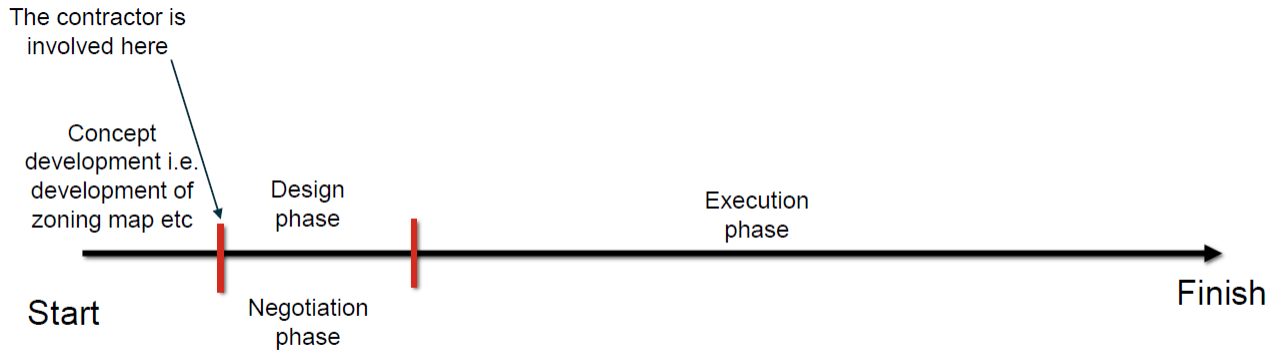 The contractor is
involved here
Concept
development i.e.
development of
zoning map etc
Design
phase
Execution
phase
Start
Negotiation
phase
Finish